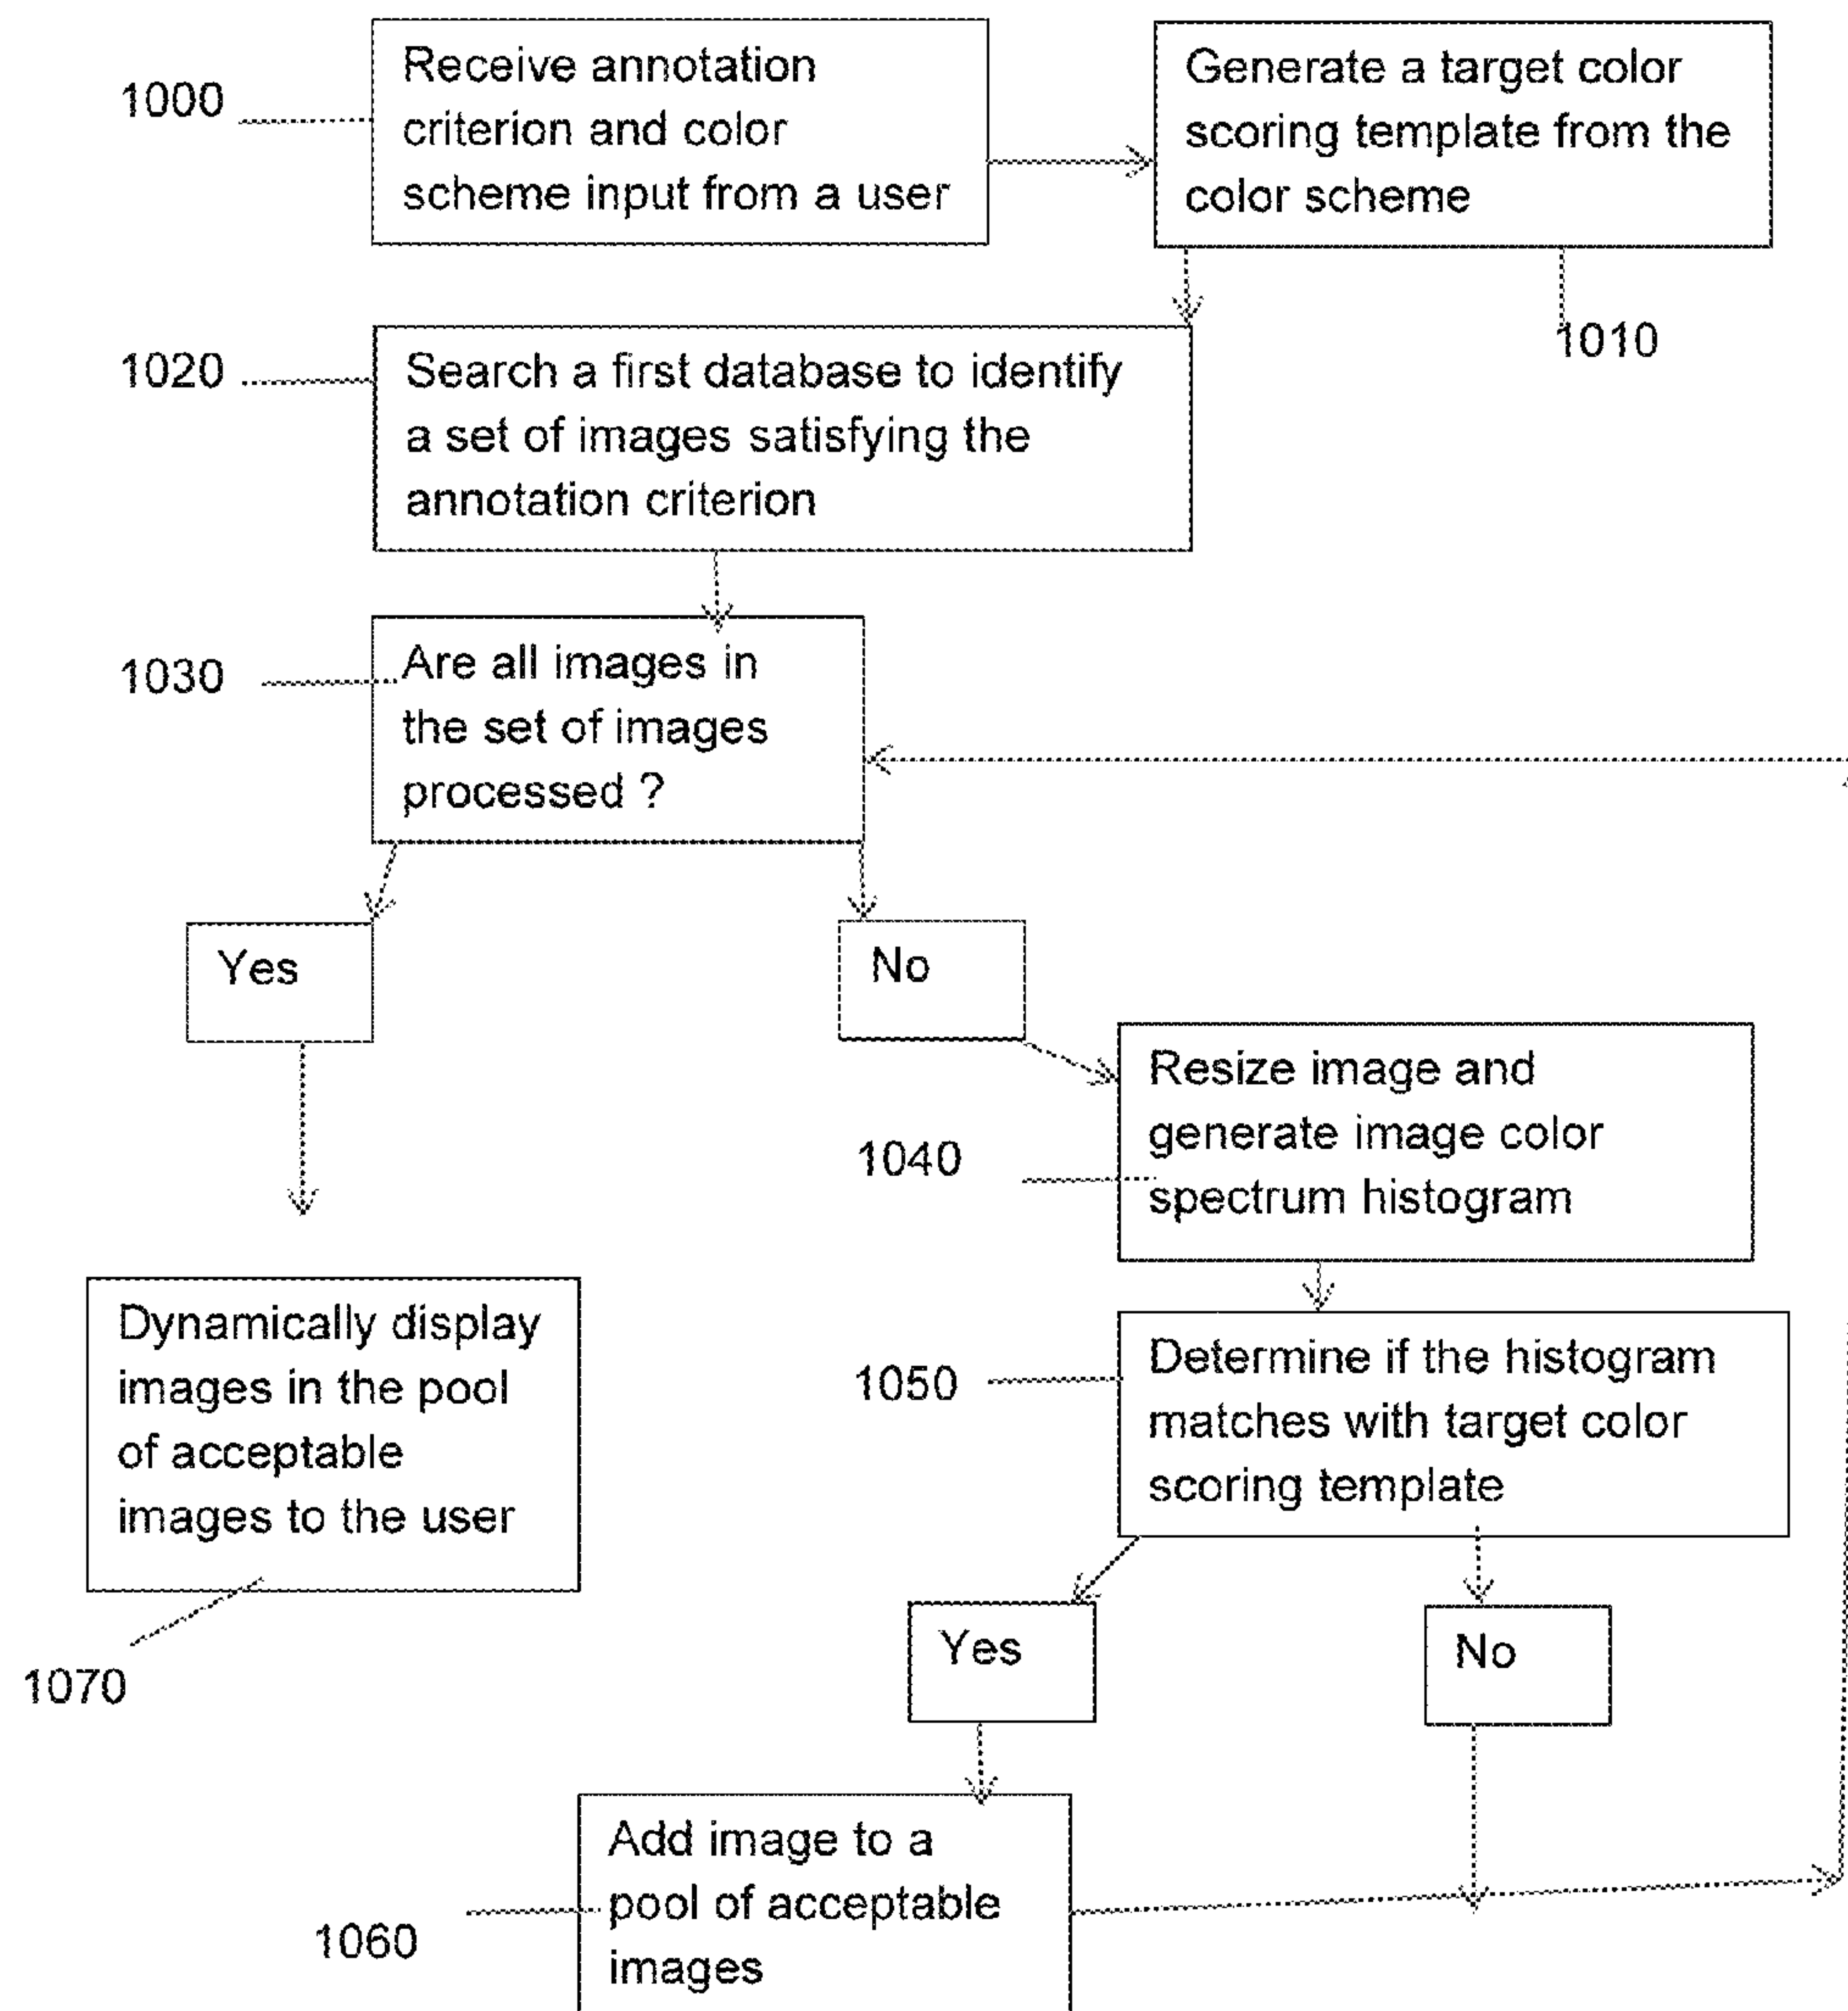 1000
Receive annotation
criterion and color
scheme input from a user
Generate a target color
scoring template from the
color scheme
1010
1020
Search a first database to identify
a set of images satisfying the
annotation criterion
1030
Are all images in
the set of images
processed ?
Yes
No
Resize image and
generate image color
spectrum histogram
1040
Dynamically display
images in the pool
of acceptable
images to the user
1050
Determine if the histogram
matches with target color
scoring template
1070
Yes
No
Add image to a
pool of acceptable
images
1060